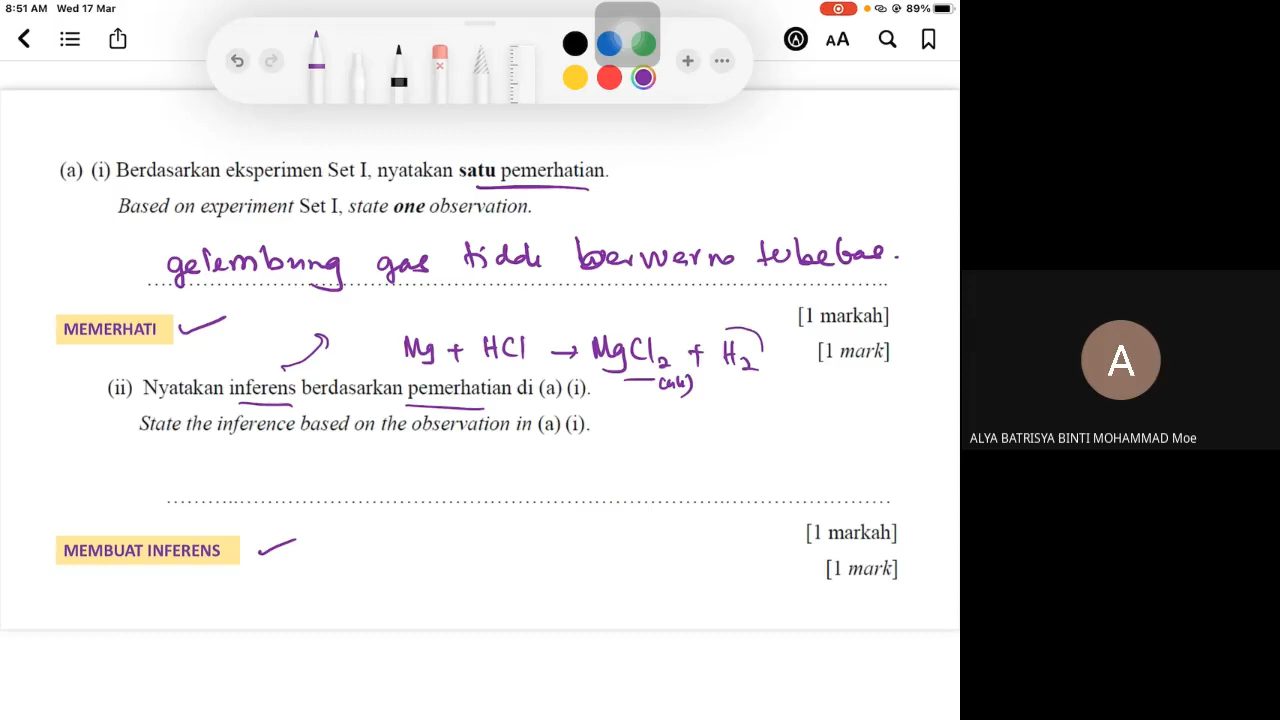 8:51 AM Wed 17 Mar
89%
AA
(a) (i) Berdasarkan eksperimen Set I, nyatakan satu pemerhatian.
Based on experiment Set I, state one observation.
gelembung gas tidak berwarna terbebas.
[1 markah]
MEMERHATI
[1 mark]
Mg + HCl → MgCl2 + H2
(ak)
(ii) Nyatakan inferens berdasarkan pemerhatian di (a) (i).
State the inference based on the observation in (a) (i).
[1 markah]
MEMBUAT INFERENS
[1 mark]
A
ALYA BATRISYA BINTI MOHAMMAD Moe